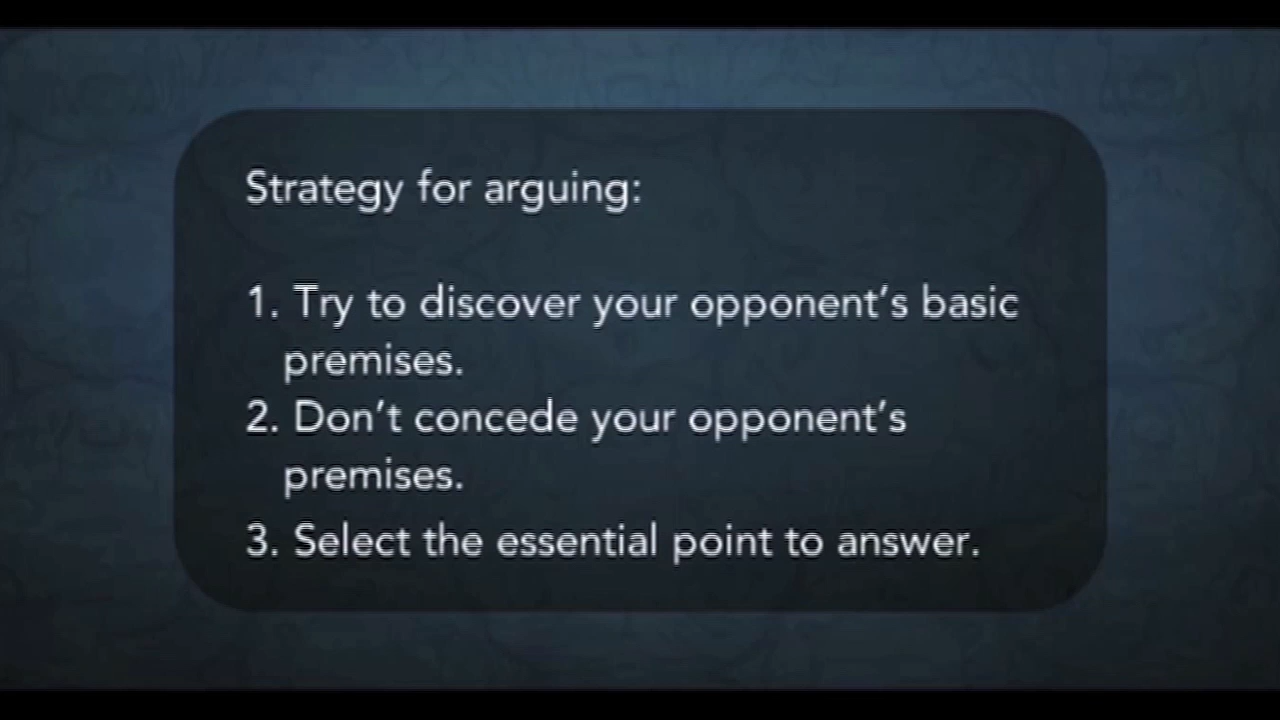 Strategy for arguing:
1. Try to discover your opponent’s basic
premises.
2. Don’t concede your opponent’s
premises.
3. Select the essential point to answer.